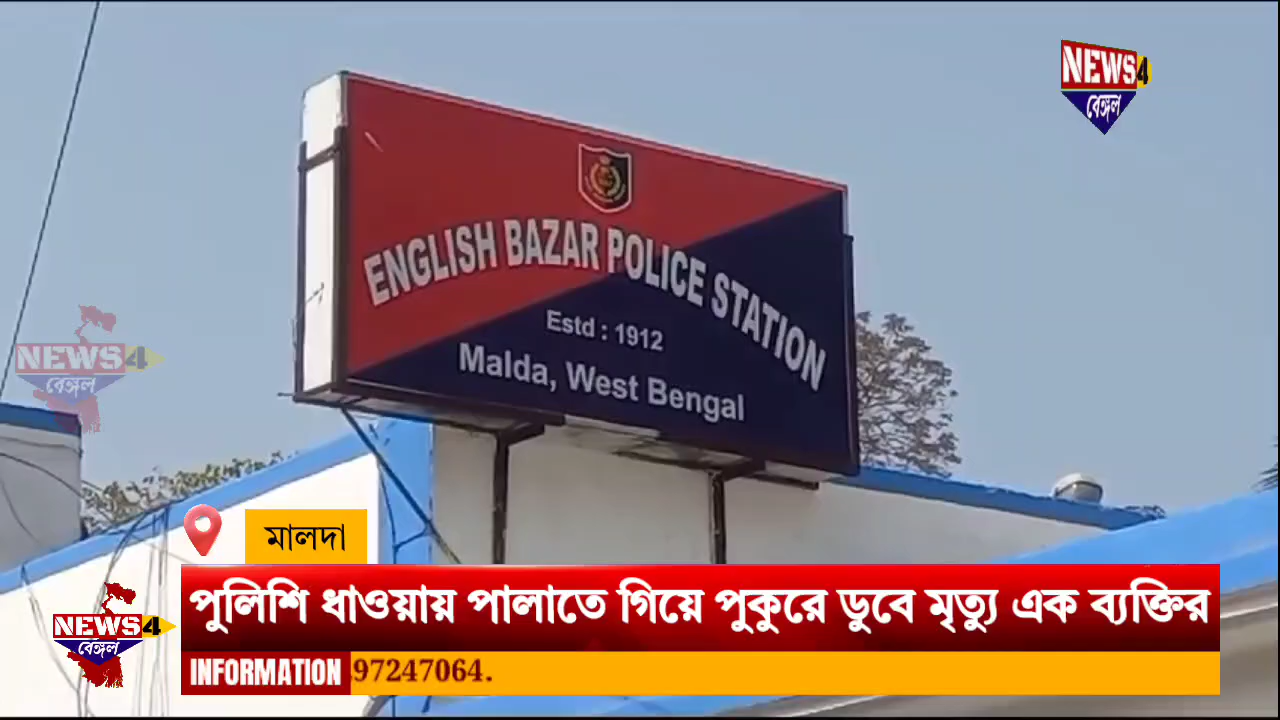 NEWS4
বেঙ্গল
ENGLISH BAZAR POLICE STATION
Estd : 1912
Malda, West Bengal
NEWS4
বেঙ্গল
মালদা
পুলিশি ধাওয়ায় পালাতে গিয়ে পুকুরে ডুবে মৃত্যু এক ব্যক্তির
NEWS4
বেঙ্গল
INFORMATION 97247064.